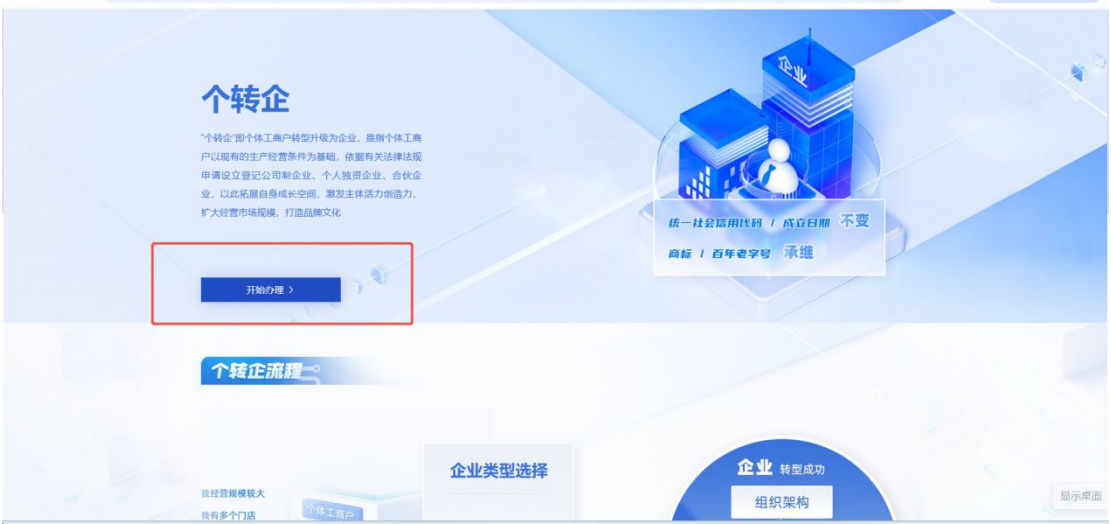 个转企
“个转企”即个体工商户转型升级为企业，是指个体工商
户以现有的生产经营条件为基础，依据有关法律法规
申请设立登记公司制企业、个人独资企业、合伙企
业，以此拓展自身成长空间，激发主体活力创造力，
扩大经营市场规模，打造品牌文化
开始办理 >
企业
统一社会信用代码 / 成立日期 不变
商标 / 百年老字号 承继
个转企流程
企业类型选择
我经营规模较大
我有多个门店
个体工商户
企业 转型成功
组织架构
显示桌面